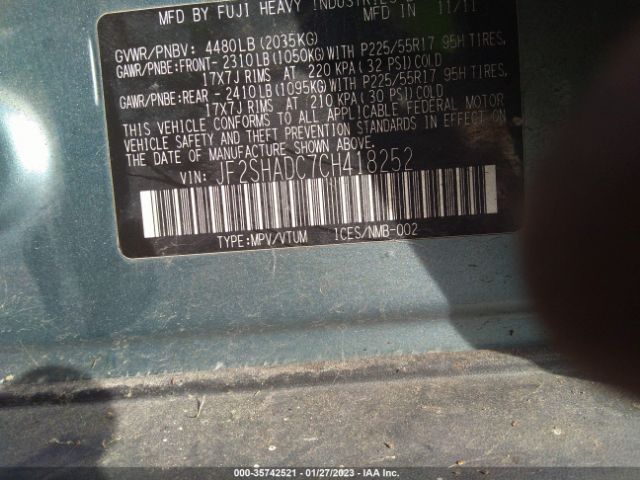 MFD BY FUJI HEAVY INDUSTRIES
MFD IN 11/11
GVWR/PNBV: 4480LB(2035KG)
GAWR/PNBE:FRONT- 2310LB(1050KG)WITH P225/55R17 95H TIRES,
17X7J RIMS AT 220 KPA(32 PSI)COLD
GAWR/PNBE:REAR - 2410LB(1095KG)WITH P225/55R17 95H TIRES,
17X7J RIMS AT 210 KPA(30 PSI)COLD
THIS VEHICLE CONFORMS TO ALL APPLICABLE FEDERAL MOTOR
VEHICLE SAFETY AND THEFT PREVENTION STANDARDS IN EFFECT ON THE
DATE OF MANUFACTURE SHOWN ABOVE.
VIN: JF2SHADC7CH418252
TYPE:MPV/VTUM ICES/NMB-002
000-35742521 - 01/27/2023 - IAA Inc.